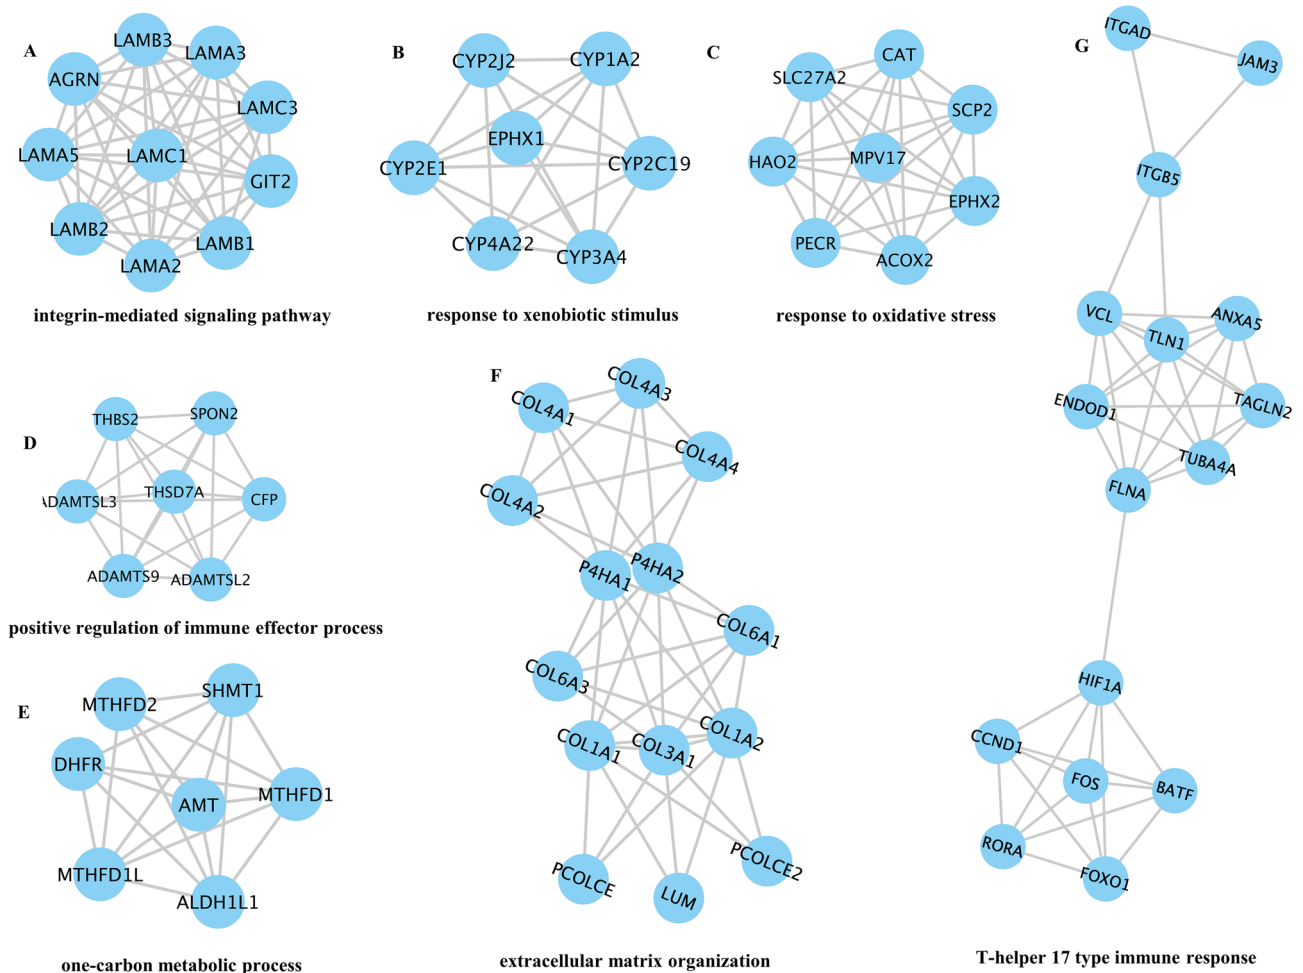 A
LAMB3
LAMA3
AGRN
LAMC3
LAMA5
LAMC1
GIT2
LAMB2
LAMB1
LAMA2
integrin-mediated signaling pathway
B
CYP2J2
CYP1A2
EPHX1
CYP2E1
CYP2C19
CYP4A22
CYP3A4
response to xenobiotic stimulus
C
CAT
SLC27A2
SCP2
HAO2
MPV17
EPHX2
PECR
ACOX2
response to oxidative stress
D
THBS2
SPON2
THSD7A
ADAMTSL3
CFP
ADAMTS9
ADAMTSL2
positive regulation of immune effector process
E
SHMT1
MTHFD2
DHFR
AMT
MTHFD1
MTHFD1L
ALDH1L1
one-carbon metabolic process
F
COL4A3
COL4A1
COL4A4
COL4A2
P4HA1
P4HA2
COL6A1
COL6A3
COL1A1
COL3A1
COL1A2
PCOLCE
LUM
PCOLCE2
extracellular matrix organization
G
ITGAD
JAM3
ITGB5
VCL
TLN1
ANXA5
ENDOD1
TAGLN2
TUBA4A
FLNA
HIF1A
CCND1
FOS
BATF
RORA
FOXO1
T-helper 17 type immune response